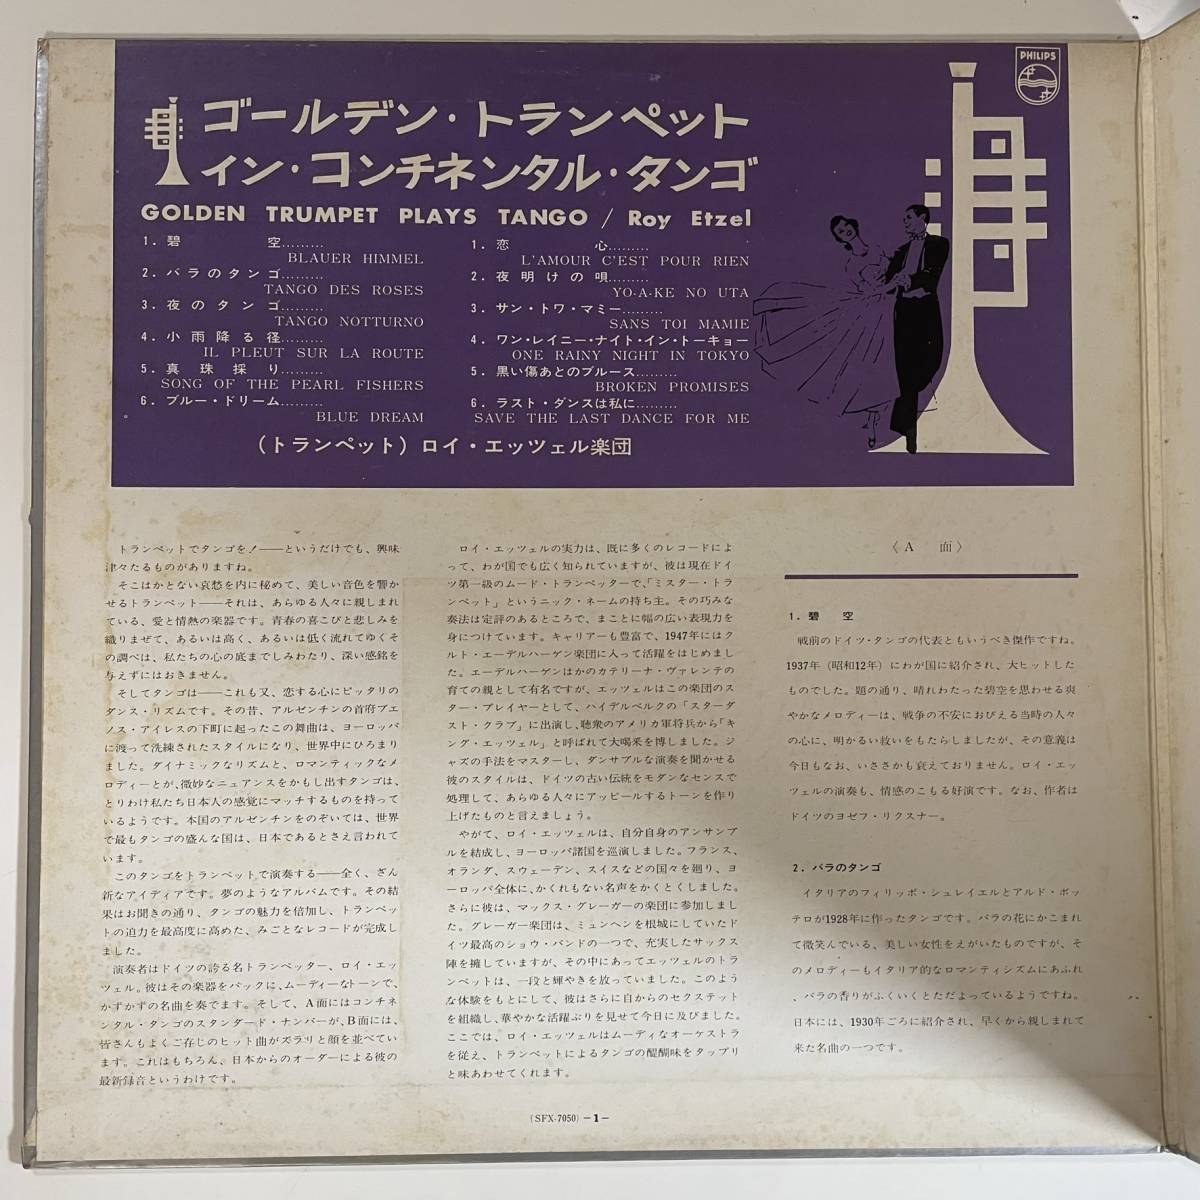 PHILIPS
ゴールデン・トランペット
イン・コンチネンタル・タンゴ
GOLDEN TRUMPET PLAYS TANGO / Roy Etzel
1. 碧空………
BLAUER HIMMEL
2. バラのタンゴ………
TANGO DES ROSES
3. 夜のタンゴ………
TANGO NOTTURNO
4. 小雨降る径………
IL PLEUT SUR LA ROUTE
5. 真珠採り………
SONG OF THE PEARL FISHERS
6. ブルー・ドリーム………
BLUE DREAM
1. 恋心………
L'AMOUR C'EST POUR RIEN
2. 夜明けの唄………
YO-A-KE NO UTA
3. サン・トワ・マミー………
SANS TOI MAMIE
4. ワン・レイニー・ナイト・イン・トーキョー
ONE RAINY NIGHT IN TOKYO
5. 黒い傷あとのブルース………
BROKEN PROMISES
6. ラスト・ダンスは私に………
SAVE THE LAST DANCE FOR ME
(トランペット) ロイ・エッツェル楽団
トランペットでタンゴを!——というだけでも、興味
津々たるものがありますね。
そこはかとない哀愁を内に秘めて、美しい音色を響か
せるトランペット——それは、あらゆる人々に親しまれ
ている、愛と情熱の楽器です。青春の喜こびと悲しみを
織りまぜて、あるいは高く、あるいは低く流れてゆくそ
の調べは、私たちの心の底までしみわたり、深い感銘を
与えずにはおきません。
そしてタンゴは——これも又、恋する心にピッタリの
ダンス・リズムです。その昔、アルゼンチンの首府ブエ
ノス・アイレスの下町に起ったこの舞曲は、ヨーロッパ
に渡って洗練されたスタイルになり、世界中にひろまり
ました。ダイナミックなリズムと、ロマンティックなメ
ロディーとが、微妙なニュアンスをかもし出すタンゴは、
とりわけ私たち日本人の感覚にマッチするものを持って
いるようです。本国のアルゼンチンをのぞいては、世界
で最もタンゴの盛んな国は、日本であるとさえ言われて
います。
このタンゴをトランペットで演奏する——全く、ざん
新なアイディアです。夢のようなアルバムです。その結
果はお聞きの通り、タンゴの魅力を倍加し、トランペッ
トの迫力を最高度に高めた、みごとなレコードが完成し
ました。
演奏者はドイツの誇る名トランペッター、ロイ・エッ
ツェル。彼はその楽器をバックに、ムーディーなトーンで、
かずかずの名曲を奏でます。そして、A面にはコンチネ
ンタル・タンゴのスタンダード・ナンバーが、B面には、
皆さんもよくご存じのヒット曲がズラリと顔を並べてい
ます。これはもちろん、日本からのオーダーによる彼の
最新録音というわけです。
ロイ・エッツェルの実力は、既に多くのレコードによ
って、わが国でも広く知られていますが、彼は現在ドイ
ツ第一級のムード・トランペッターで、「ミスター・トラ
ンペット」というニック・ネームの持ち主。その巧みな
奏法は定評のあるところで、まことに幅の広い表現力を
身につけています。キャリアーも豊富で、1947年にはク
ルト・エーデルハーゲン楽団に入って活躍をはじめまし
た。エーデルハーゲンはかのカテリーナ・ヴァレンテの
育ての親として有名ですが、エッツェルはこの楽団のス
ター・プレイヤーとして、ハイデルベルクの「スターダ
スト・クラブ」に出演し、聴衆のアメリカ軍将兵から「キ
ング・エッツェル」と呼ばれて大喝采を博しました。ジ
ャズの手法をマスターし、ダンサブルな演奏を聞かせる
彼のスタイルは、ドイツの古い伝統をモダンなセンスで
処理して、あらゆる人々にアッピールするトーンを作り
上げたものと言えましょう。
やがて、ロイ・エッツェルは、自分自身のアンサンブ
ルを結成し、ヨーロッパ諸国を巡演しました。フランス、
オランダ、スウェーデン、スイスなどの国々を廻り、ヨ
ーロッパ全体に、かくれもない名声をかくとくしました。
さらに彼は、マックス・グレーガーの楽団に参加しまし
た。グレーガー楽団は、ミュンヘンを根城にしていたド
イツ最高のショウ・バンドの一つで、充実したサックス
陣を擁していますが、その中にあってエッツェルのトラ
ンペットは、一段と輝やきを放っていました。このよう
な体験をもとにして、彼はさらに自からのセクステット
を組織し、華やかな活躍ぶりを見せて今日に及びました。
ここでは、ロイ・エッツェルはムーディなオーケストラ
を従え、トランペットによるタンゴの醍醐味をタップリ
と味あわせてくれます。
〈A 面〉
1. 碧空
戦前のドイツ・タンゴの代表ともいうべき傑作ですね。
1937年（昭和12年）にわが国に紹介され、大ヒットした
ものでした。題の通り、晴れわたった碧空を思わせる爽
やかなメロディーは、戦争の不安におびえる当時の人々
の心に、明かるい救いをもたらしましたが、その意義は
今日もなお、いささかも衰えておりません。ロイ・エッ
ツェルの演奏も、情感のこもる好演です。なお、作者は
ドイツのヨゼフ・リクスナー。
2. バラのタンゴ
イタリアのフィリッポ・シュレイエルとアルド・ボッ
テロが1928年に作ったタンゴです。バラの花にかこまれ
て微笑んでいる、美しい女性をえがいたものですが、そ
のメロディーもイタリア的なロマンティシズムにあふれ
、バラの香りがふくいくとただよっているようですね。
日本には、1930年ごろに紹介され、早くから親しまれて
来た名曲の一つです。
(SFX-7050) —1—